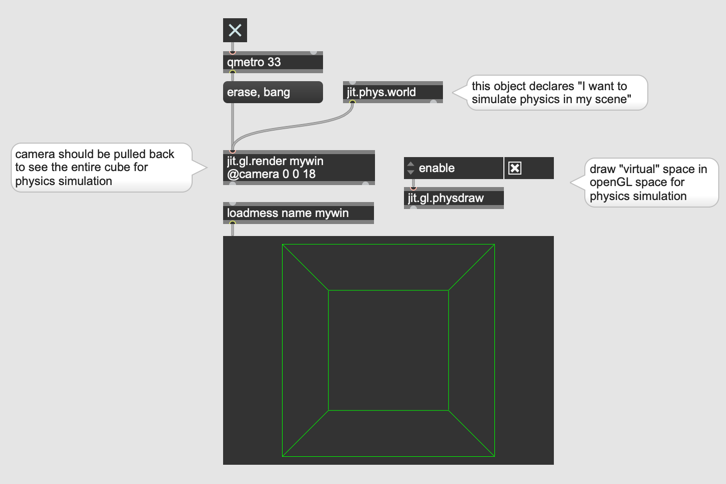 qmetro 33
erase, bang
jit.phys.world
this object declares "I want to
simulate physics in my scene"
camera should be pulled back
to see the entire cube for
physics simulation
jit.gl.render mywin
@camera 0 0 18
enable
jit.gl.physdraw
draw "virtual" space in
openGL space for
physics simulation
loadmess name mywin